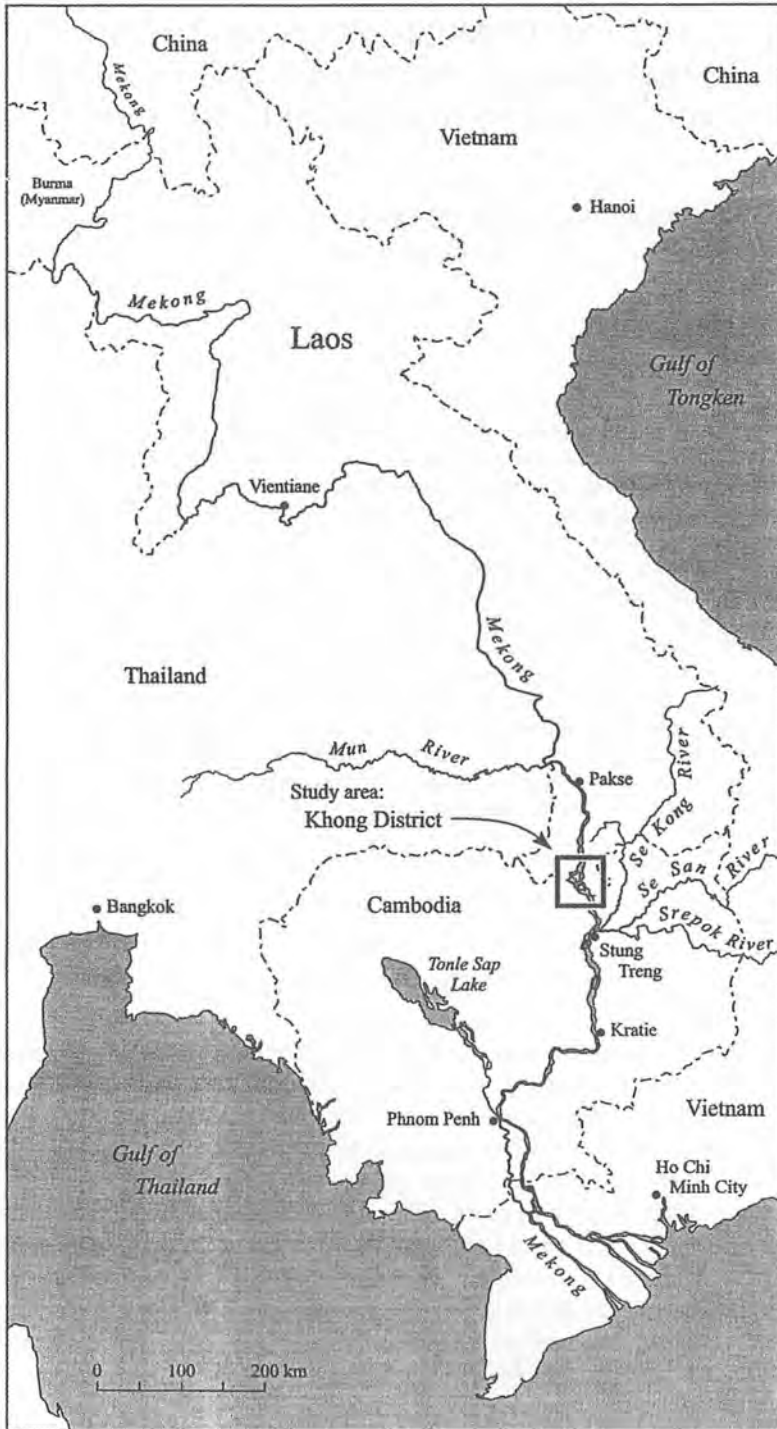 China
China
Mekong
Vietnam
Burma
(Myanmar)
Hanoi
Mekong
Laos
Gulf of
Tongken
Vientiane
Mekong
Thailand
Mun River
Pakse
Study area:
Khong District
Se Kong River
Se San River
Srepok River
Bangkok
Cambodia
Stung
Treng
Tonle Sap
Lake
Kratie
Phnom Penh
Vietnam
Gulf of
Thailand
Ho Chi
Minh City
Mekong
0 100 200 km